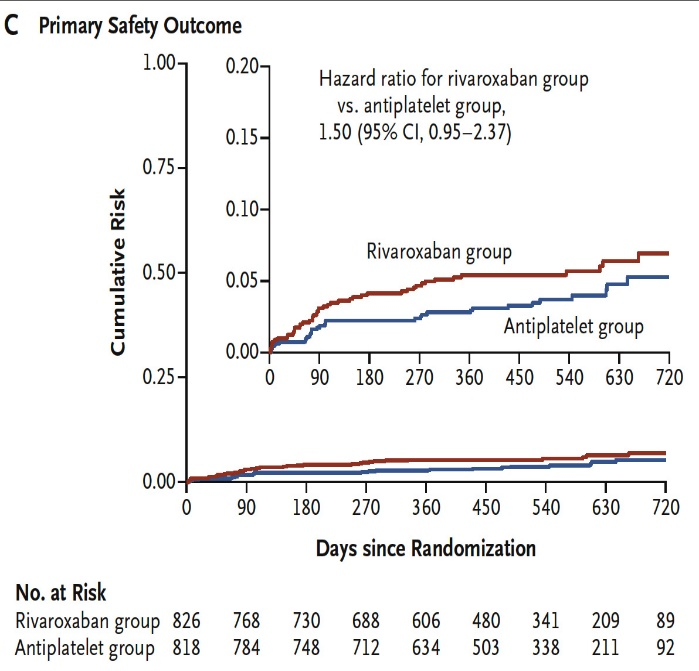 C Primary Safety Outcome
Cumulative Risk
1.00
0.75
0.50
0.25
0.00
0.20
0.15
0.10
0.05
0.00
Hazard ratio for rivaroxaban group
vs. antiplatelet group,
1.50 (95% CI, 0.95–2.37)
Rivaroxaban group
Antiplatelet group
0 90 180 270 360 450 540 630 720
0 90 180 270 360 450 540 630 720
Days since Randomization
No. at Risk
Rivaroxaban group 826 768 730 688 606 480 341 209 89
Antiplatelet group 818 784 748 712 634 503 338 211 92